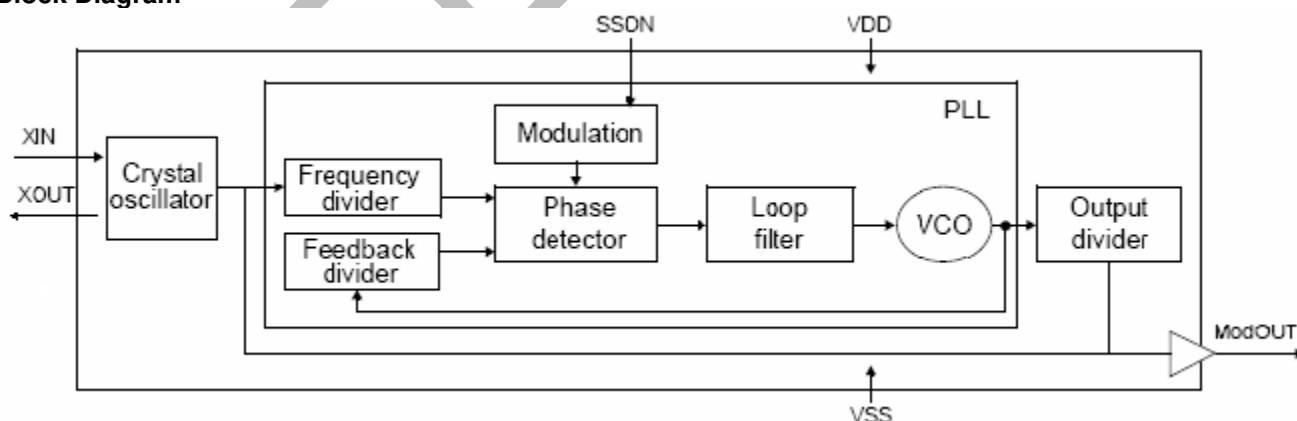 Block Diagram
SSON
VDD
PLL
XIN
Modulation
Crystal
oscillator
XOUT
Frequency
divider
Phase
detector
Loop
filter
VCO
Output
divider
Feedback
divider
ModOUT
VSS